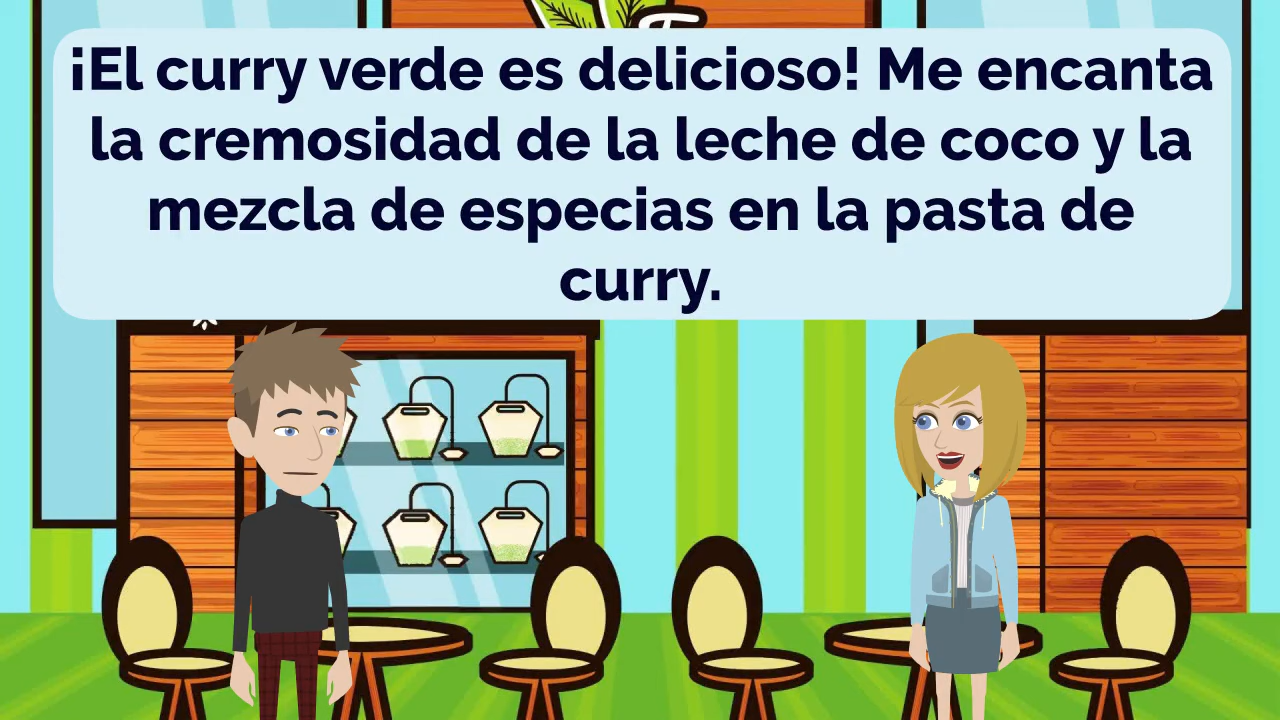 ¡El curry verde es delicioso! Me encanta
la cremosidad de la leche de coco y la
mezcla de especias en la pasta de
curry.